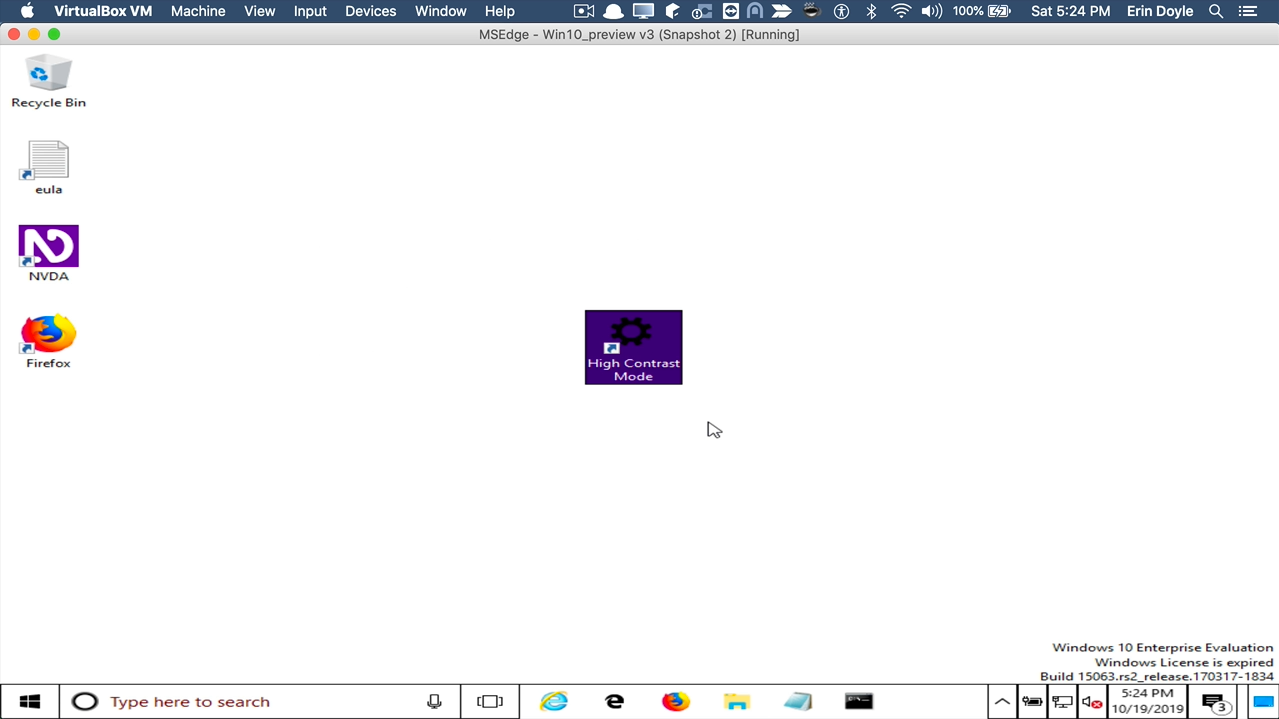 VirtualBox VM Machine View Input Devices Window Help 100% Sat 5:24 PM Erin Doyle
MSEdge - Win10_preview v3 (Snapshot 2) [Running]
Recycle Bin
eula
NVDA
Firefox
High Contrast
Mode
Windows 10 Enterprise Evaluation
Windows License is expired
Build 15063.rs2_release.170317-1834
Type here to search
5:24 PM
10/19/2019
3